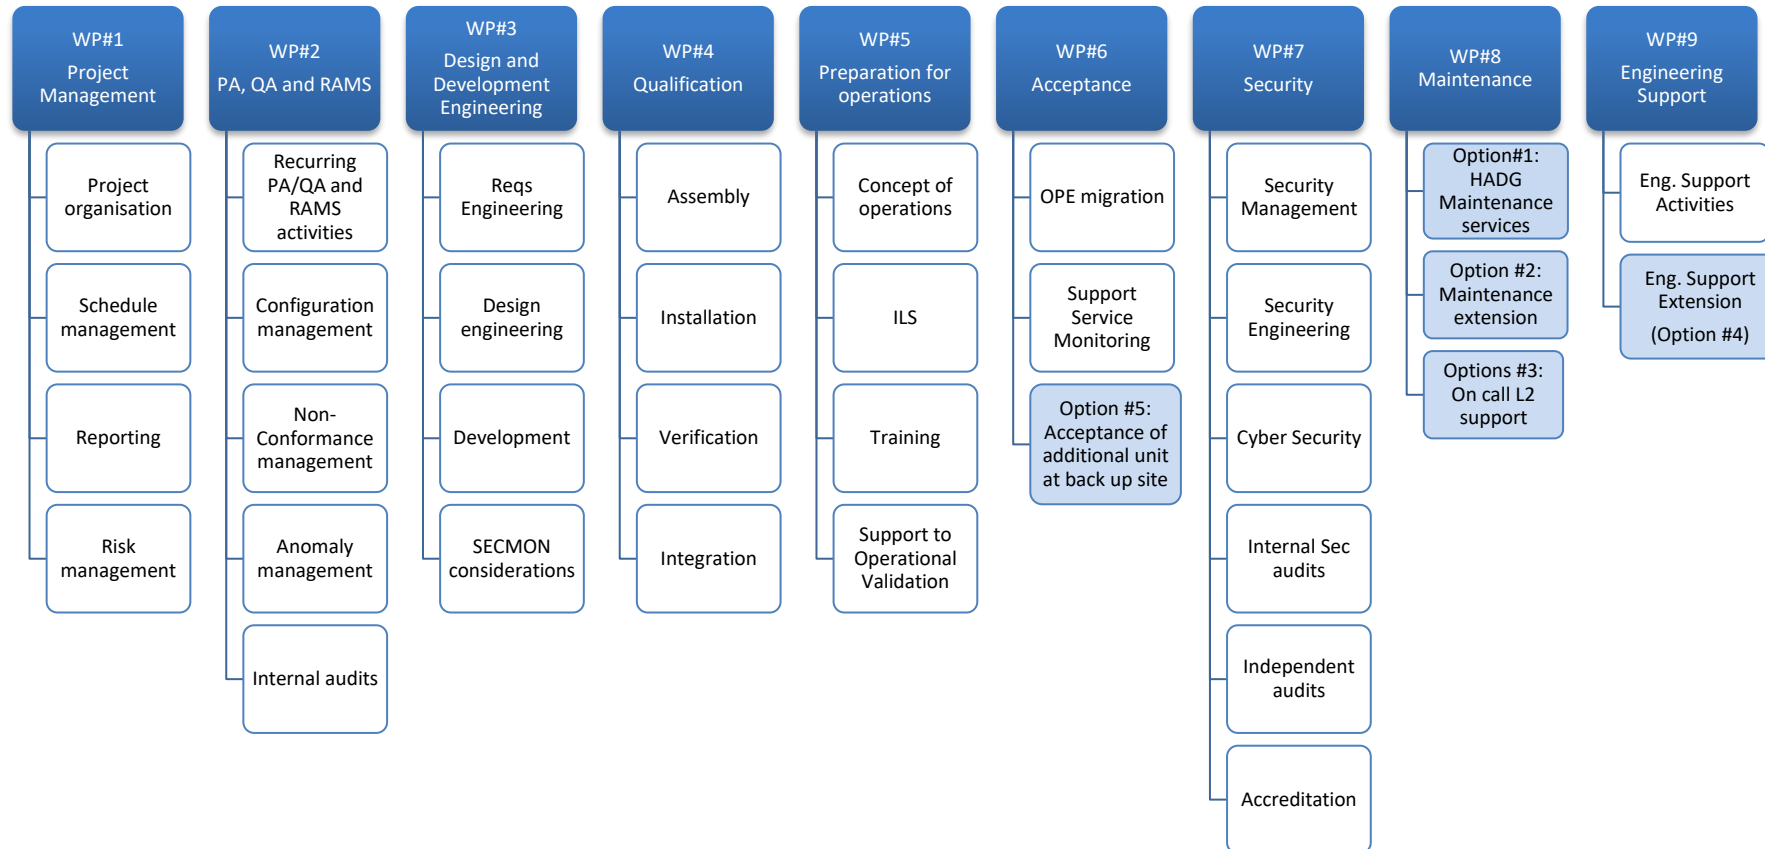 WP#1
Project
Management
Project
organisation
Schedule
management
Reporting
Risk
management
WP#2
PA, QA and RAMS
Recurring
PA/QA and
RAMS
activities
Configuration
management
Non-
Conformance
management
Anomaly
management
Internal audits
WP#3
Design and
Development
Engineering
Reqs
Engineering
Design
engineering
Development
SECMON
considerations
WP#4
Qualification
Assembly
Installation
Verification
Integration
WP#5
Preparation for
operations
Concept of
operations
ILS
Training
Support to
Operational
Validation
WP#6
Acceptance
OPE migration
Support
Service
Monitoring
Option #5:
Acceptance of
additional unit
at back up site
WP#7
Security
Security
Management
Security
Engineering
Cyber Security
Internal Sec
audits
Independent
audits
Accreditation
WP#8
Maintenance
Option#1:
HADG
Maintenance
services
Option #2:
Maintenance
extension
Options #3:
On call L2
support
WP#9
Engineering
Support
Eng. Support
Activities
Eng. Support
Extension
(Option #4)